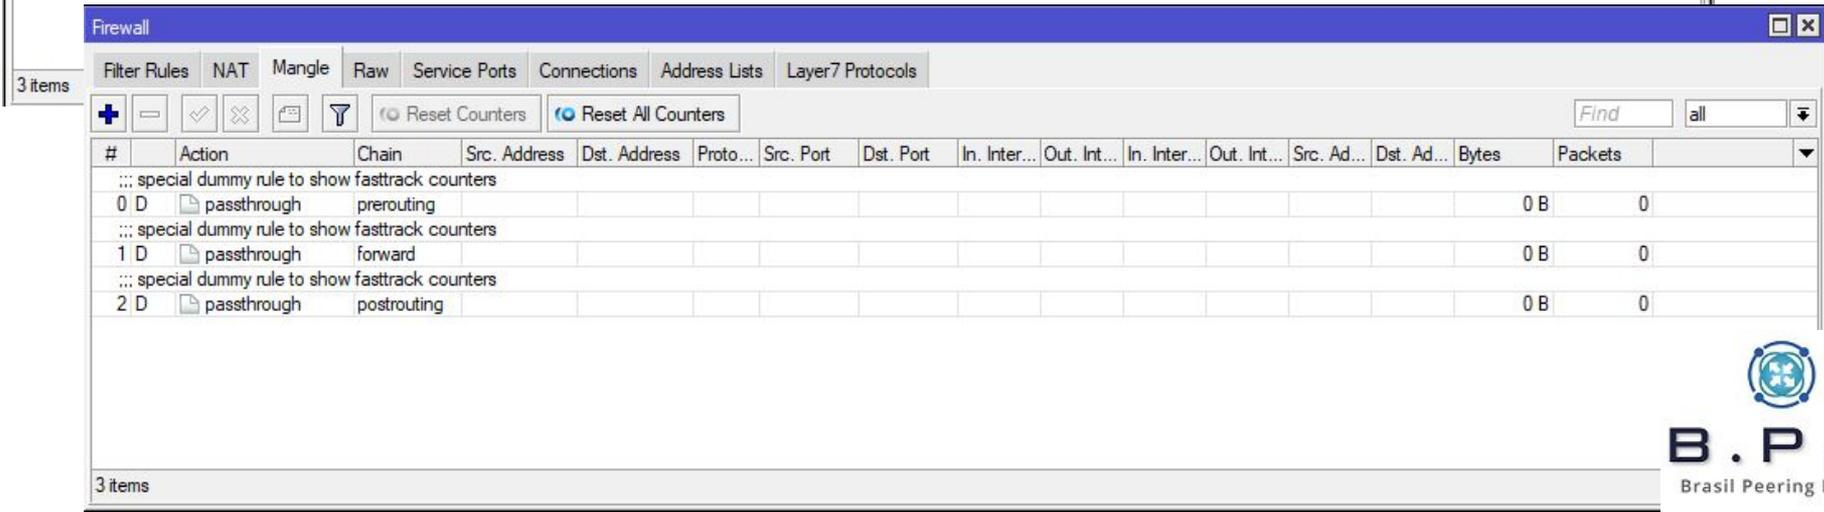 Firewall
3 items
Filter Rules NAT Mangle Raw Service Ports Connections Address Lists Layer7 Protocols
Reset Counters Reset All Counters Find all
# Action Chain Src. Address Dst. Address Proto... Src. Port Dst. Port In. Inter... Out. Int... In. Inter... Out. Int... Src. Ad... Dst. Ad... Bytes Packets
;;; special dummy rule to show fasttrack counters
0 D passthrough prerouting 0 B 0
;;; special dummy rule to show fasttrack counters
1 D passthrough forward 0 B 0
;;; special dummy rule to show fasttrack counters
2 D passthrough postrouting 0 B 0
B.P
Brasil Peering
3 items